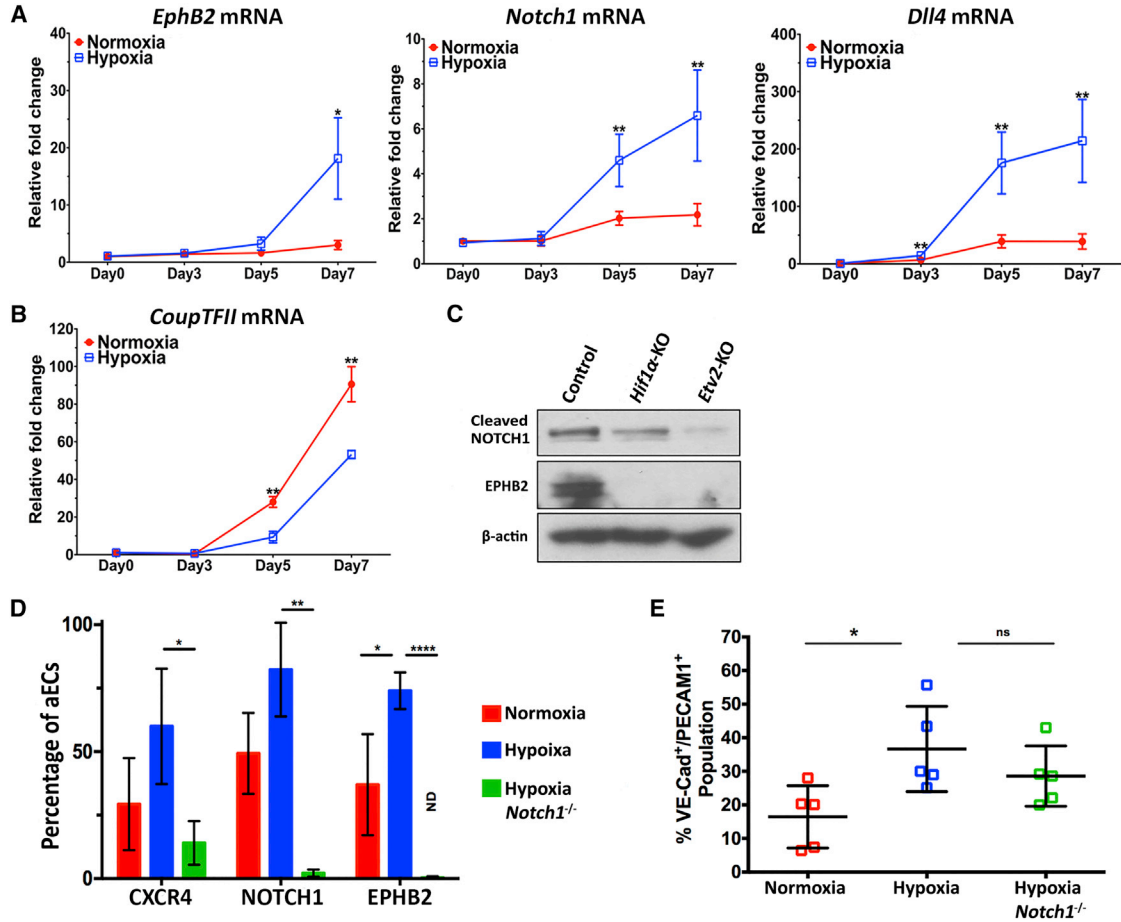 A
EphB2 mRNA
Normoxia
Hypoxia
Relative fold change
40
30
20
10
0
*
Day0 Day3 Day5 Day7
Notch1 mRNA
Normoxia
Hypoxia
Relative fold change
10
8
6
4
2
0
**
**
Day0 Day3 Day5 Day7
Dll4 mRNA
Normoxia
Hypoxia
Relative fold change
400
300
200
100
0
**
**
**
Day0 Day3 Day5 Day7
B
CoupTFII mRNA
Normoxia
Hypoxia
Relative fold change
120
100
80
60
40
20
0
**
**
Day0 Day3 Day5 Day7
C
Control
Hif1α-KO
Etv2-KO
Cleaved
NOTCH1
EPHB2
β-actin
D
Percentage of aECs
100
50
0
*
**
*
****
ND
CXCR4 NOTCH1 EPHB2
Normoxia
Hypoixa
Hypoxia
Notch1-/-
E
% VE-Cad+/PECAM1+
Population
70
60
50
40
30
20
10
0
*
ns
Normoxia Hypoxia Hypoxia
Notch1-/-